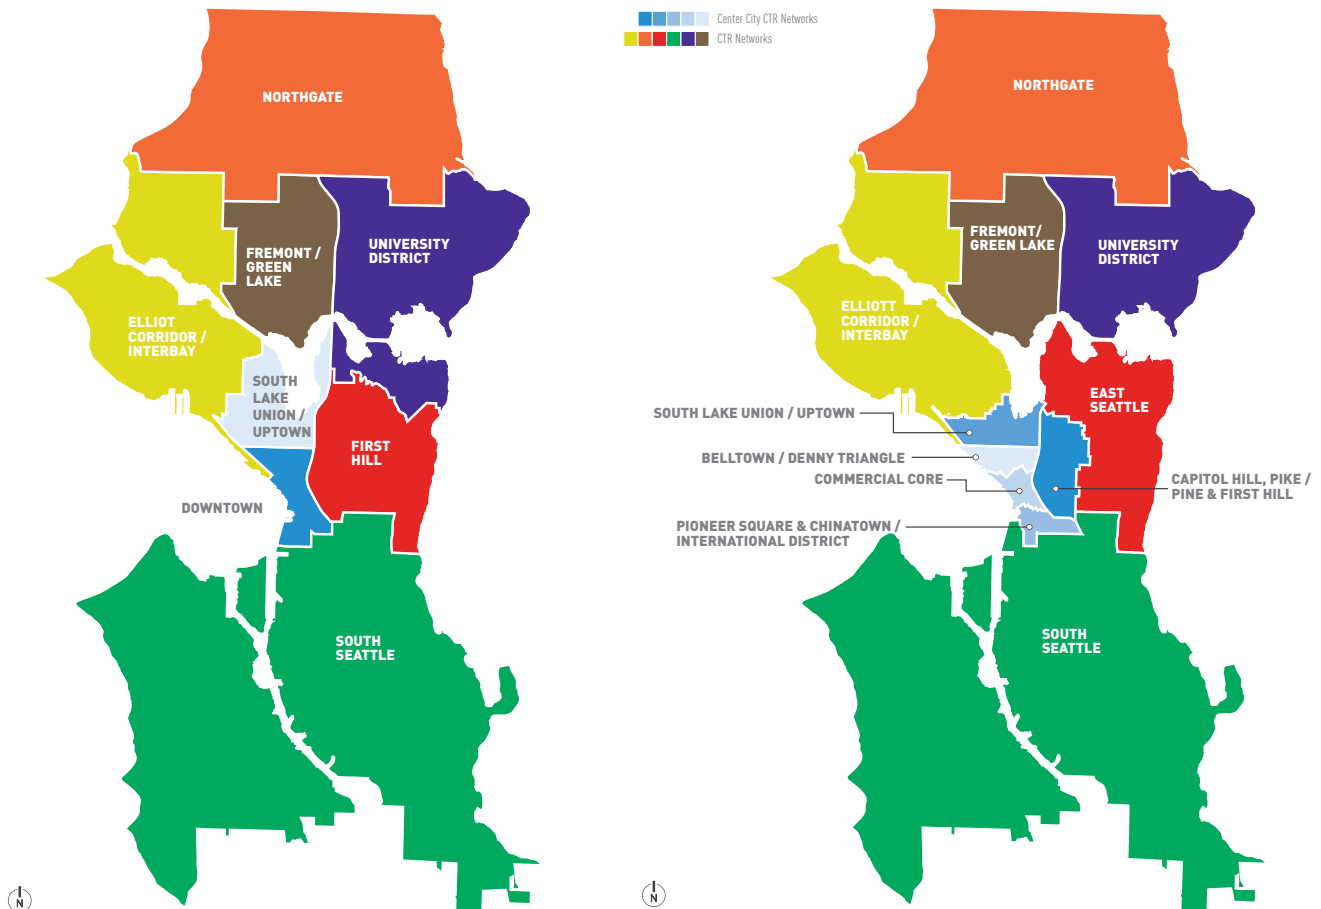 NORTHGATE
FREMONT /
GREEN
LAKE
UNIVERSITY
DISTRICT
ELLIOT
CORRIDOR /
INTERBAY
SOUTH
LAKE
UNION /
UPTOWN
FIRST
HILL
DOWNTOWN
SOUTH
SEATTLE
N
Center City CTR Networks
CTR Networks
NORTHGATE
FREMONT/
GREEN LAKE
UNIVERSITY
DISTRICT
ELLIOTT
CORRIDOR /
INTERBAY
EAST
SEATTLE
SOUTH LAKE UNION / UPTOWN
BELLTOWN / DENNY TRIANGLE
COMMERCIAL CORE
CAPITOL HILL, PIKE /
PINE & FIRST HILL
PIONEER SQUARE & CHINATOWN /
INTERNATIONAL DISTRICT
SOUTH
SEATTLE
N